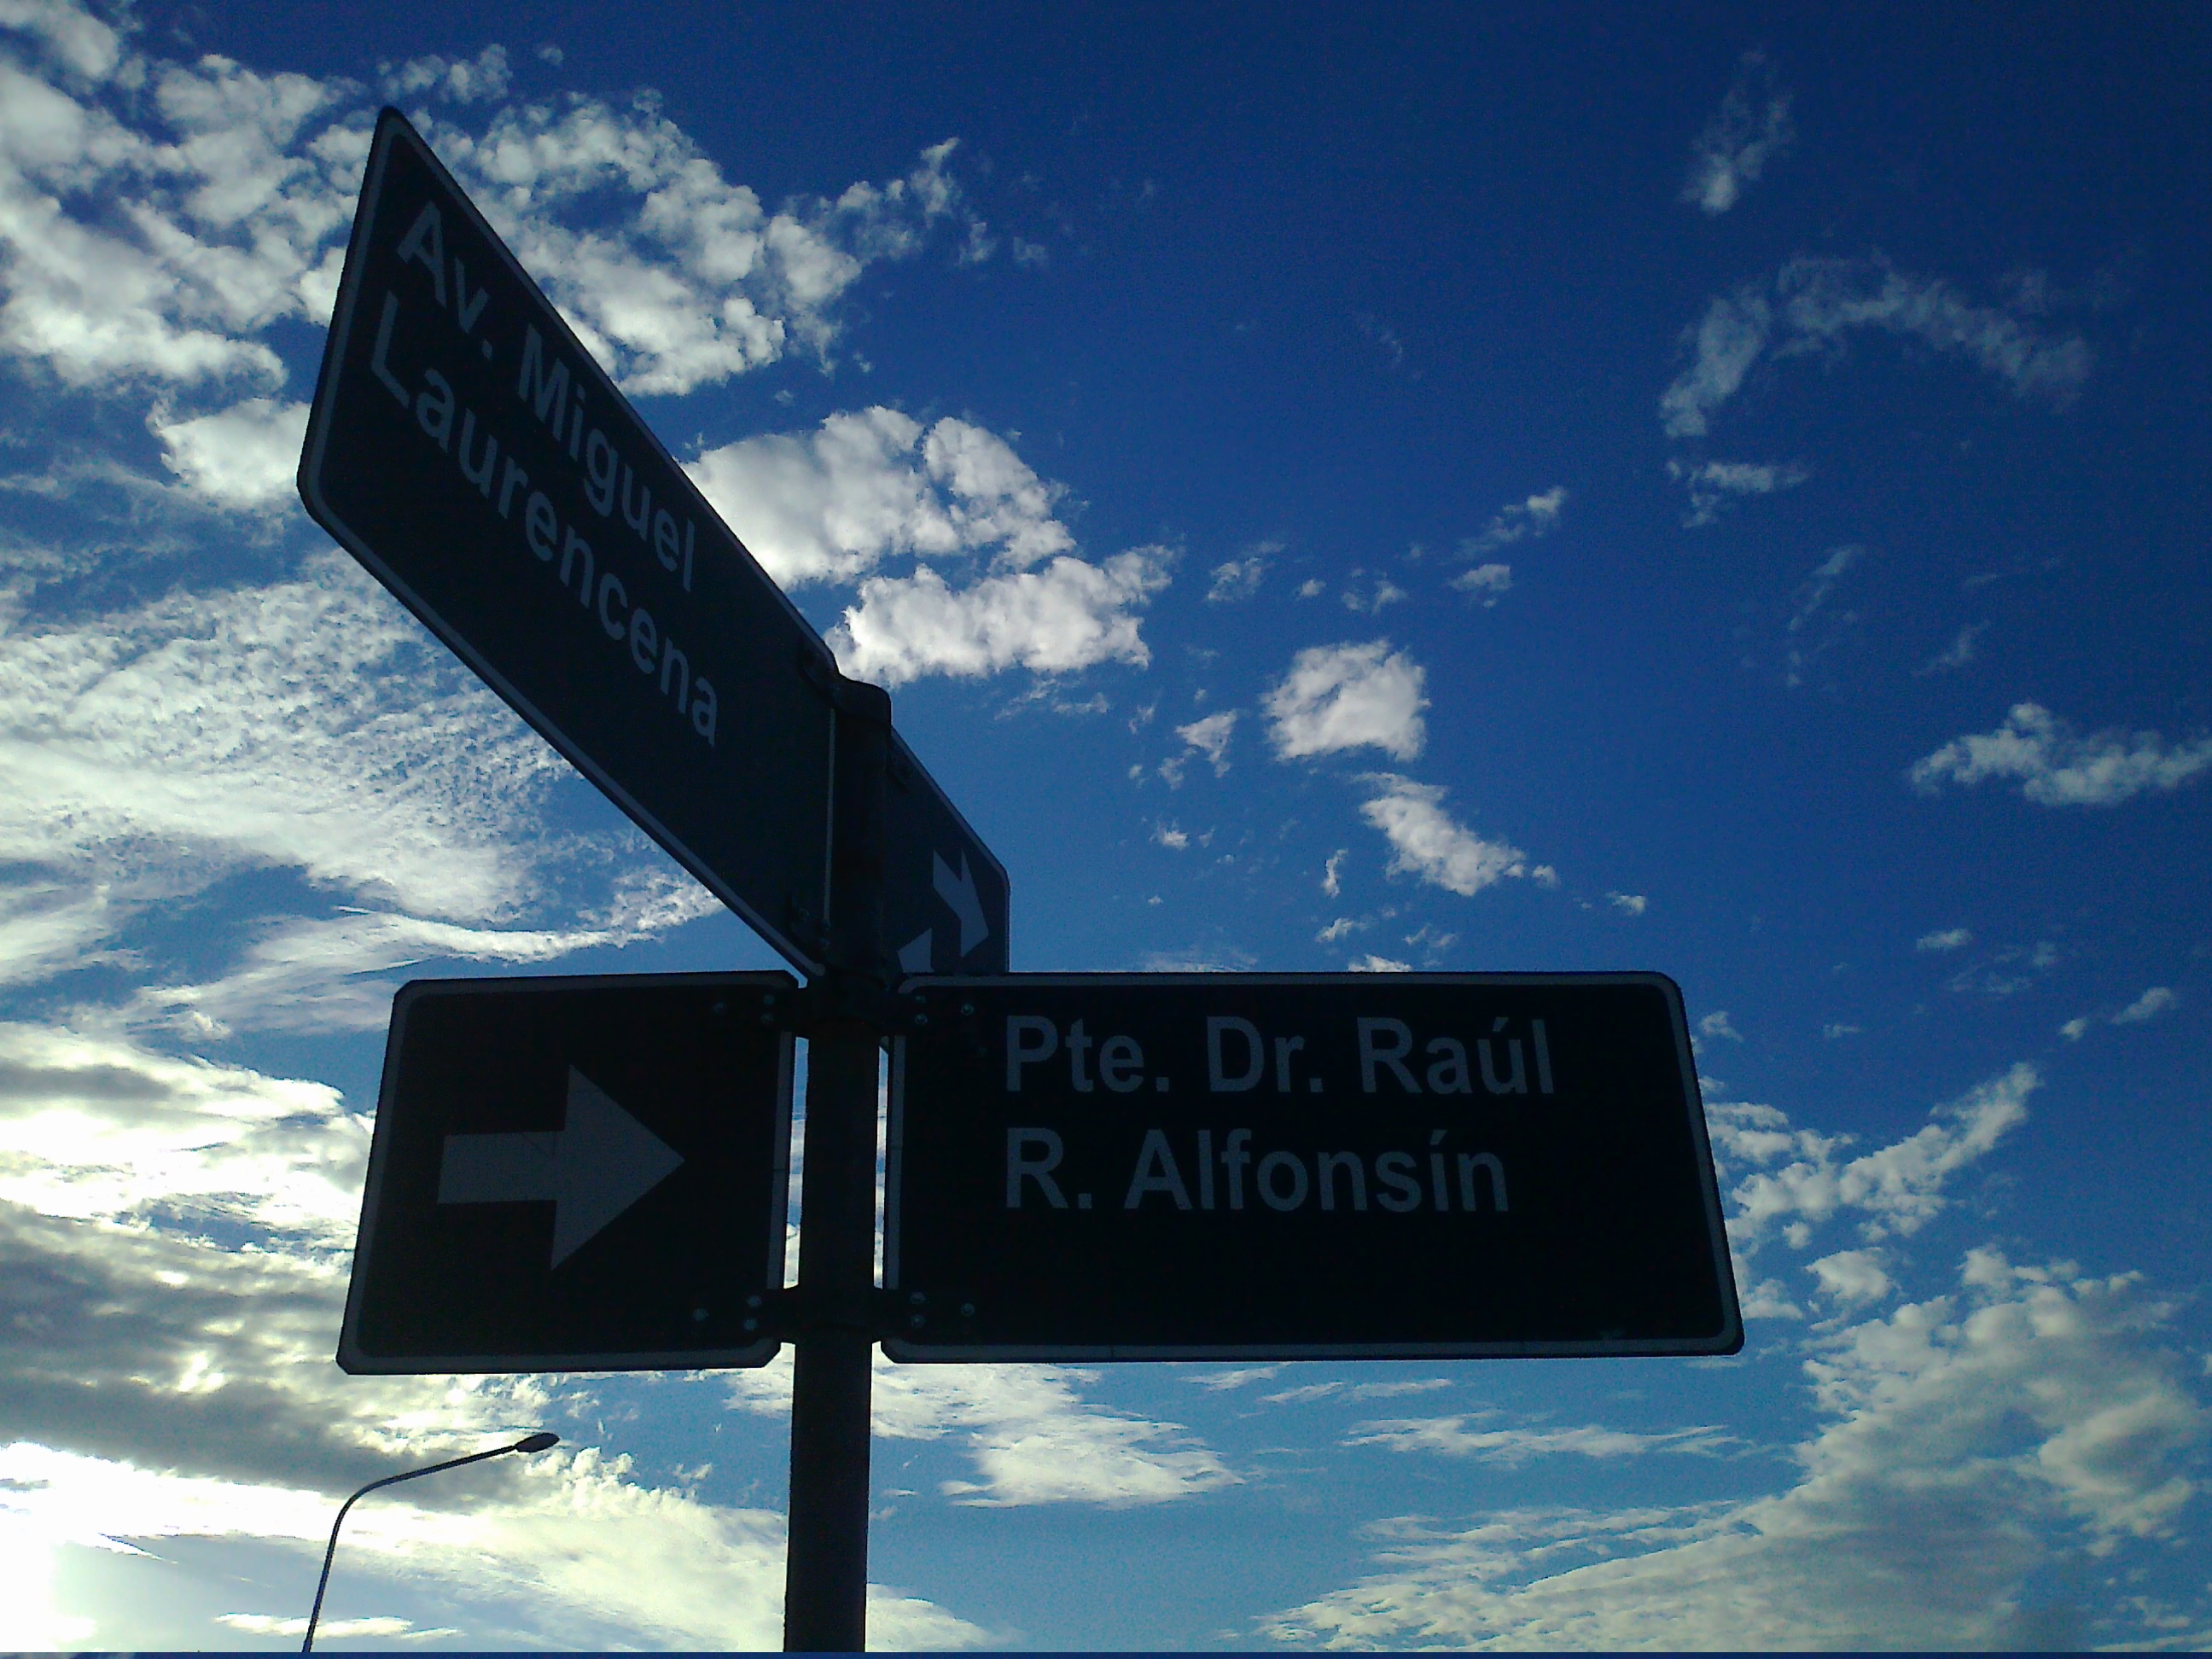 Av. Miguel
Laurencena
Pte. Dr. Raúl
R. Alfonsín